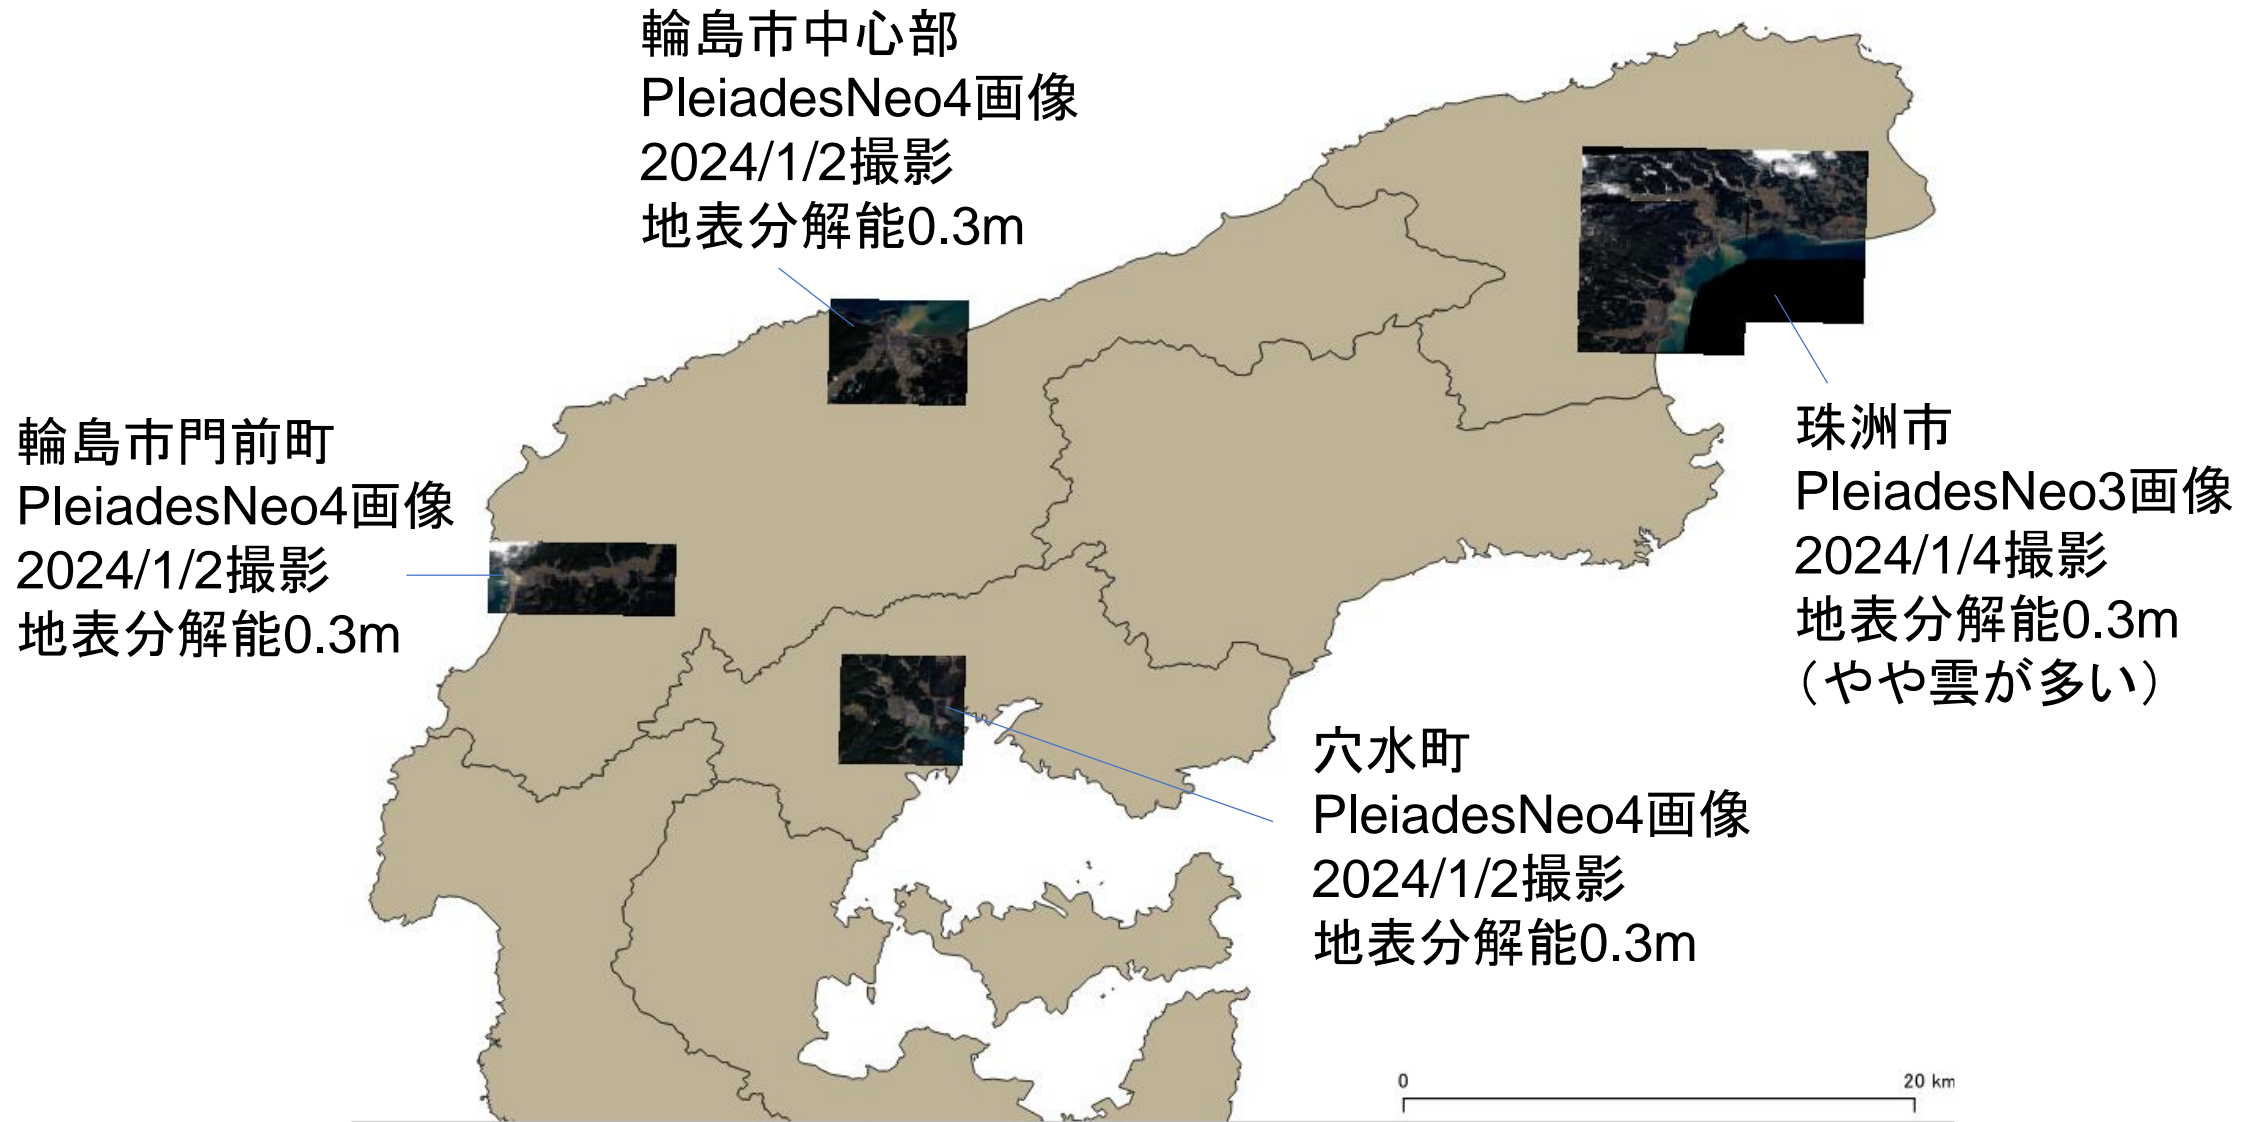 輪島市中心部
PleiadesNeo4画像
2024/1/2撮影
地表分解能0.3m
輪島市門前町
PleiadesNeo4画像
2024/1/2撮影
地表分解能0.3m
珠洲市
PleiadesNeo3画像
2024/1/4撮影
地表分解能0.3m
（やや雲が多い）
穴水町
PleiadesNeo4画像
2024/1/2撮影
地表分解能0.3m
0
20 km